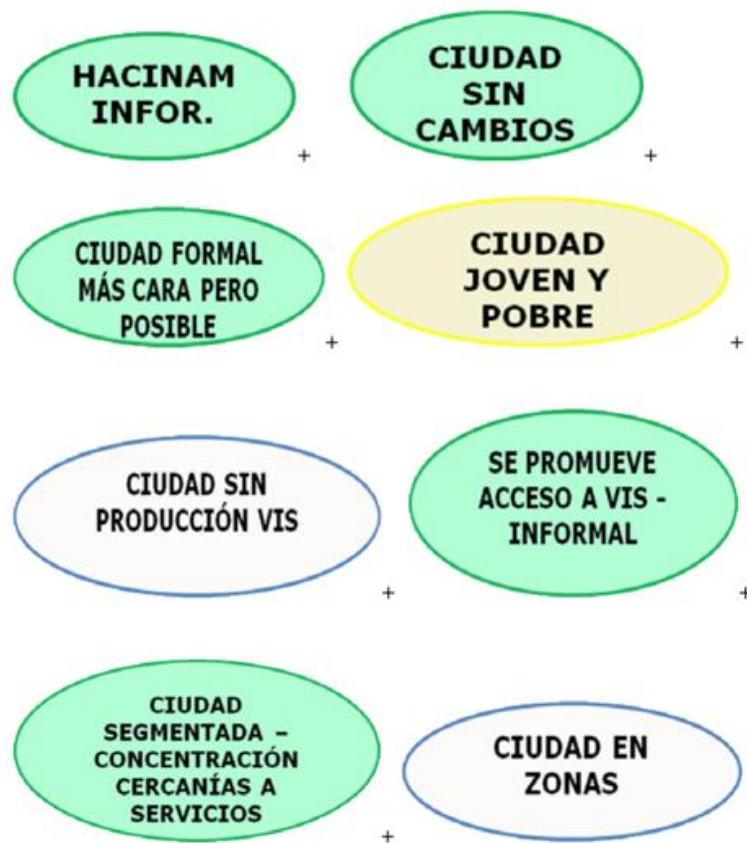 HACINAM
INFOR.
+
CIUDAD
SIN
CAMBIOS
+
CIUDAD FORMAL
MÁS CARA PERO
POSIBLE
+
CIUDAD
JOVEN Y
POBRE
+
CIUDAD SIN
PRODUCCIÓN VIS
+
SE PROMUEVE
ACCESO A VIS -
INFORMAL
+
CIUDAD
SEGMENTADA –
CONCENTRACIÓN
CERCANÍAS A
SERVICIOS
+
CIUDAD EN
ZONAS